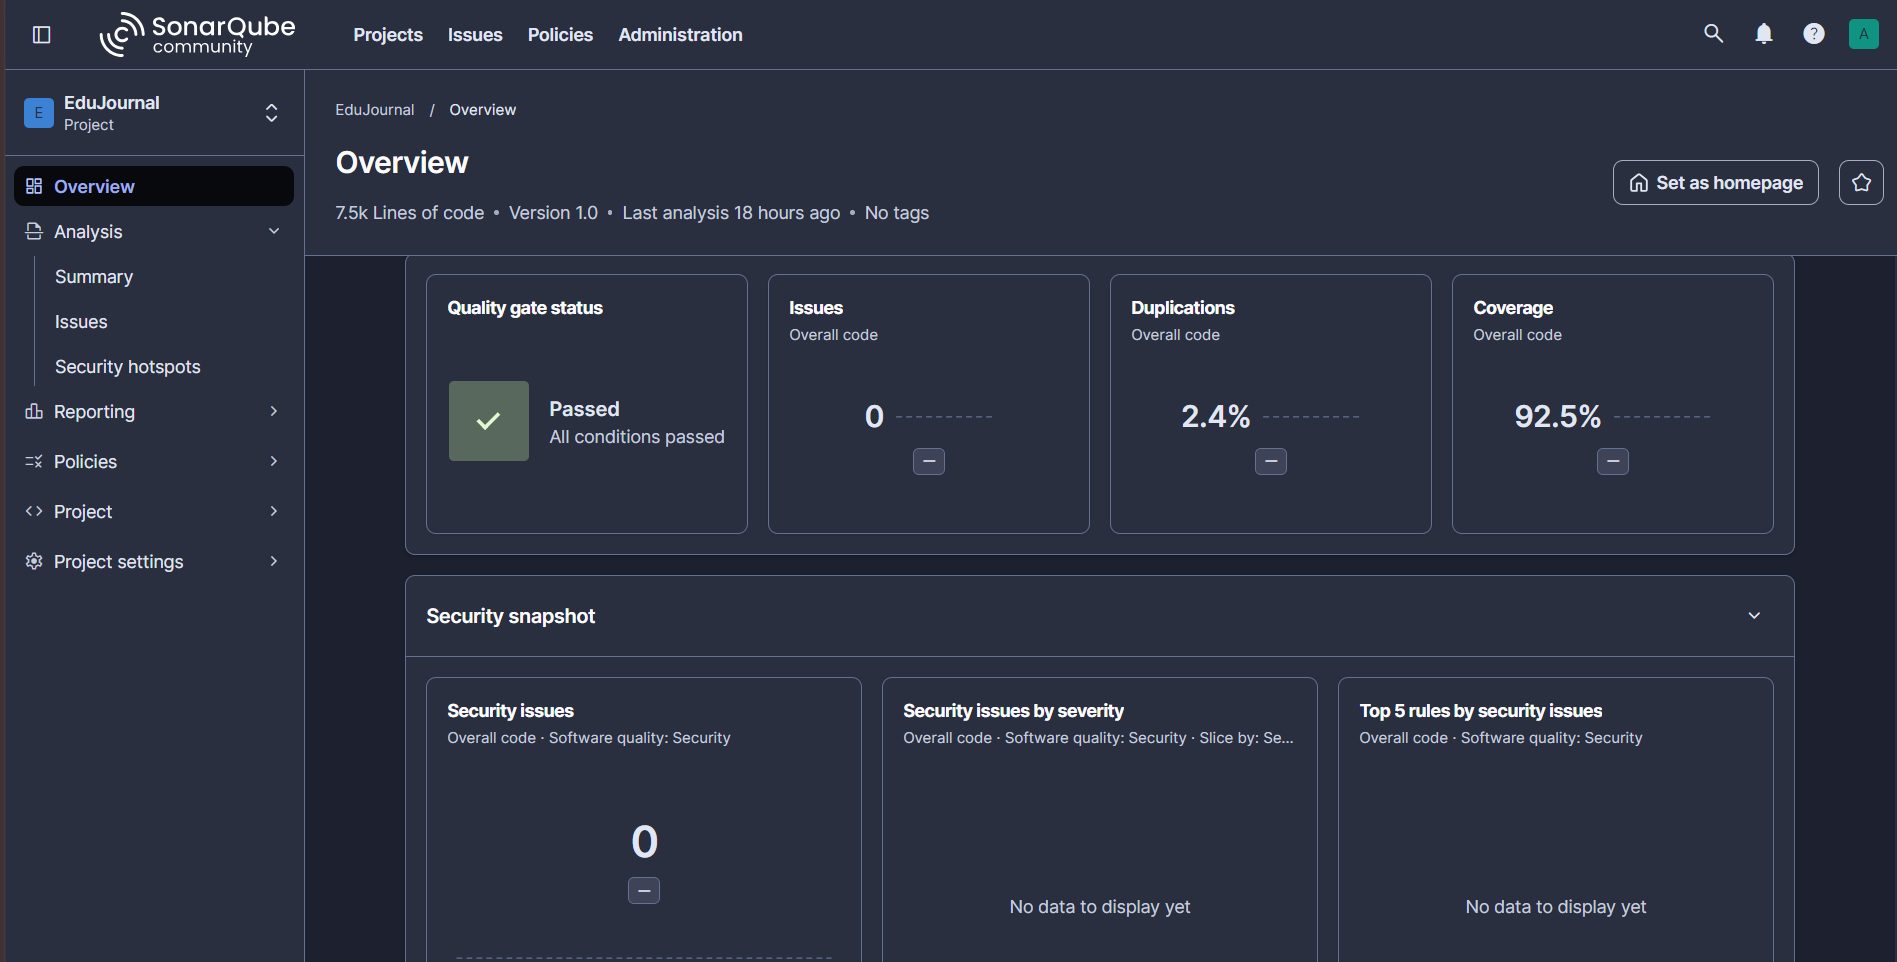 SonarQube
community
Projects
Issues
Policies
Administration
?
A
E
EduJournal
Project
Overview
Analysis
Summary
Issues
Security hotspots
Reporting
Policies
Project
Project settings
EduJournal / Overview
Overview
7.5k Lines of code • Version 1.0 • Last analysis 18 hours ago • No tags
Set as homepage
Quality gate status
Passed
All conditions passed
Issues
Overall code
0
Duplications
Overall code
2.4%
Coverage
Overall code
92.5%
Security snapshot
Security issues
Overall code · Software quality: Security
0
Security issues by severity
Overall code · Software quality: Security · Slice by: Se...
No data to display yet
Top 5 rules by security issues
Overall code · Software quality: Security
No data to display yet